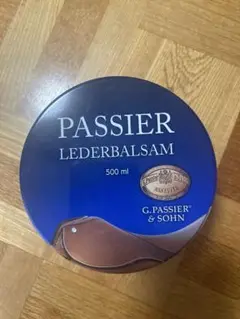 PASSIER
LEDERBALSAM
500 ml
G.PASSIER
& SOHN